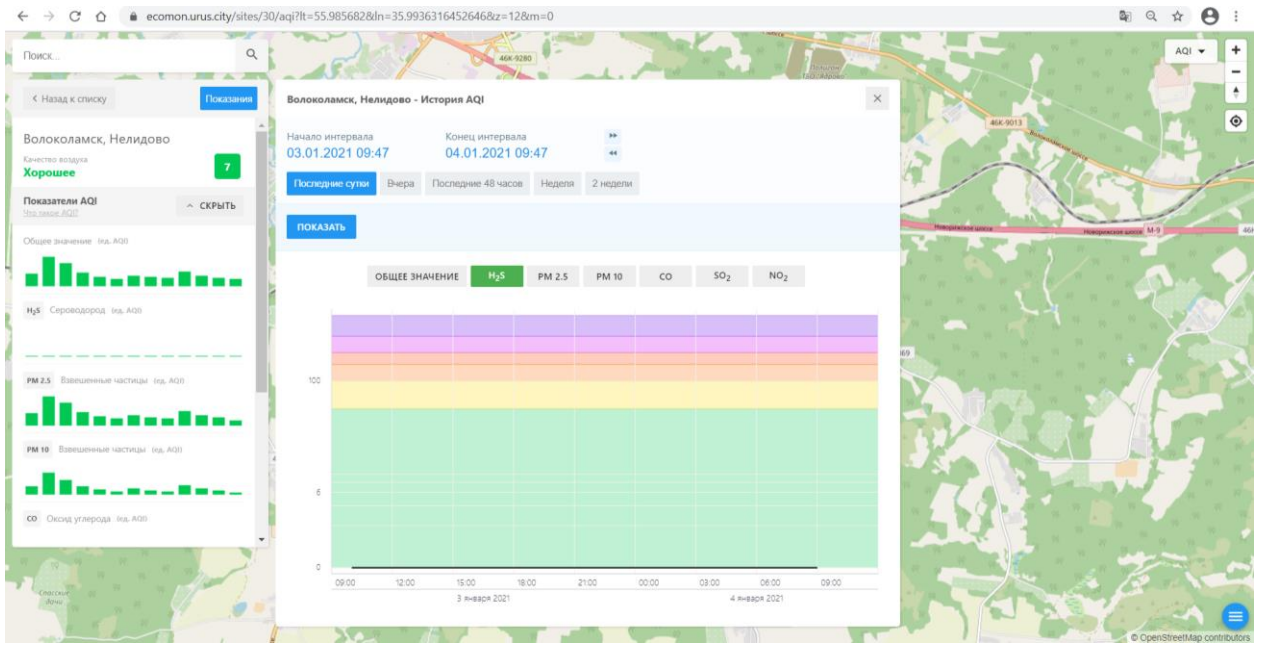 ecomon.urus.city/sites/30/aqi?lt=55.985682&ln=35.9936316452646&z=12&m=0
Поиск...
46К-9280
AQI
Назад к списку
Показания
Волоколамск, Нелидово - История AQI
Волоколамск, Нелидово
Качество воздуха
Хорошее
7
Показатели AQI
Что такое AQI?
СКРЫТЬ
Общее значение (ед. AQI)
H2S Сероводород (ед. AQI)
PM 2.5 Взвешенные частицы (ед. AQI)
PM 10 Взвешенные частицы (ед. AQI)
CO Оксид углерода (ед. AQI)
Начало интервала
Конец интервала
03.01.2021 09:47
04.01.2021 09:47
Последние сутки
Вчера
Последние 48 часов
Неделя
2 недели
ПОКАЗАТЬ
ОБЩЕЕ ЗНАЧЕНИЕ
H2S
PM 2.5
PM 10
CO
SO2
NO2
100
6
0
09:00 12:00 15:00 18:00 21:00 00:00 03:00 06:00 09:00
3 января 2021
4 января 2021
46К-9013
Волоколамское шоссе
Новорижское шоссе
Новорижское шоссе
М-9
Спасские
дачи
© OpenStreetMap contributors